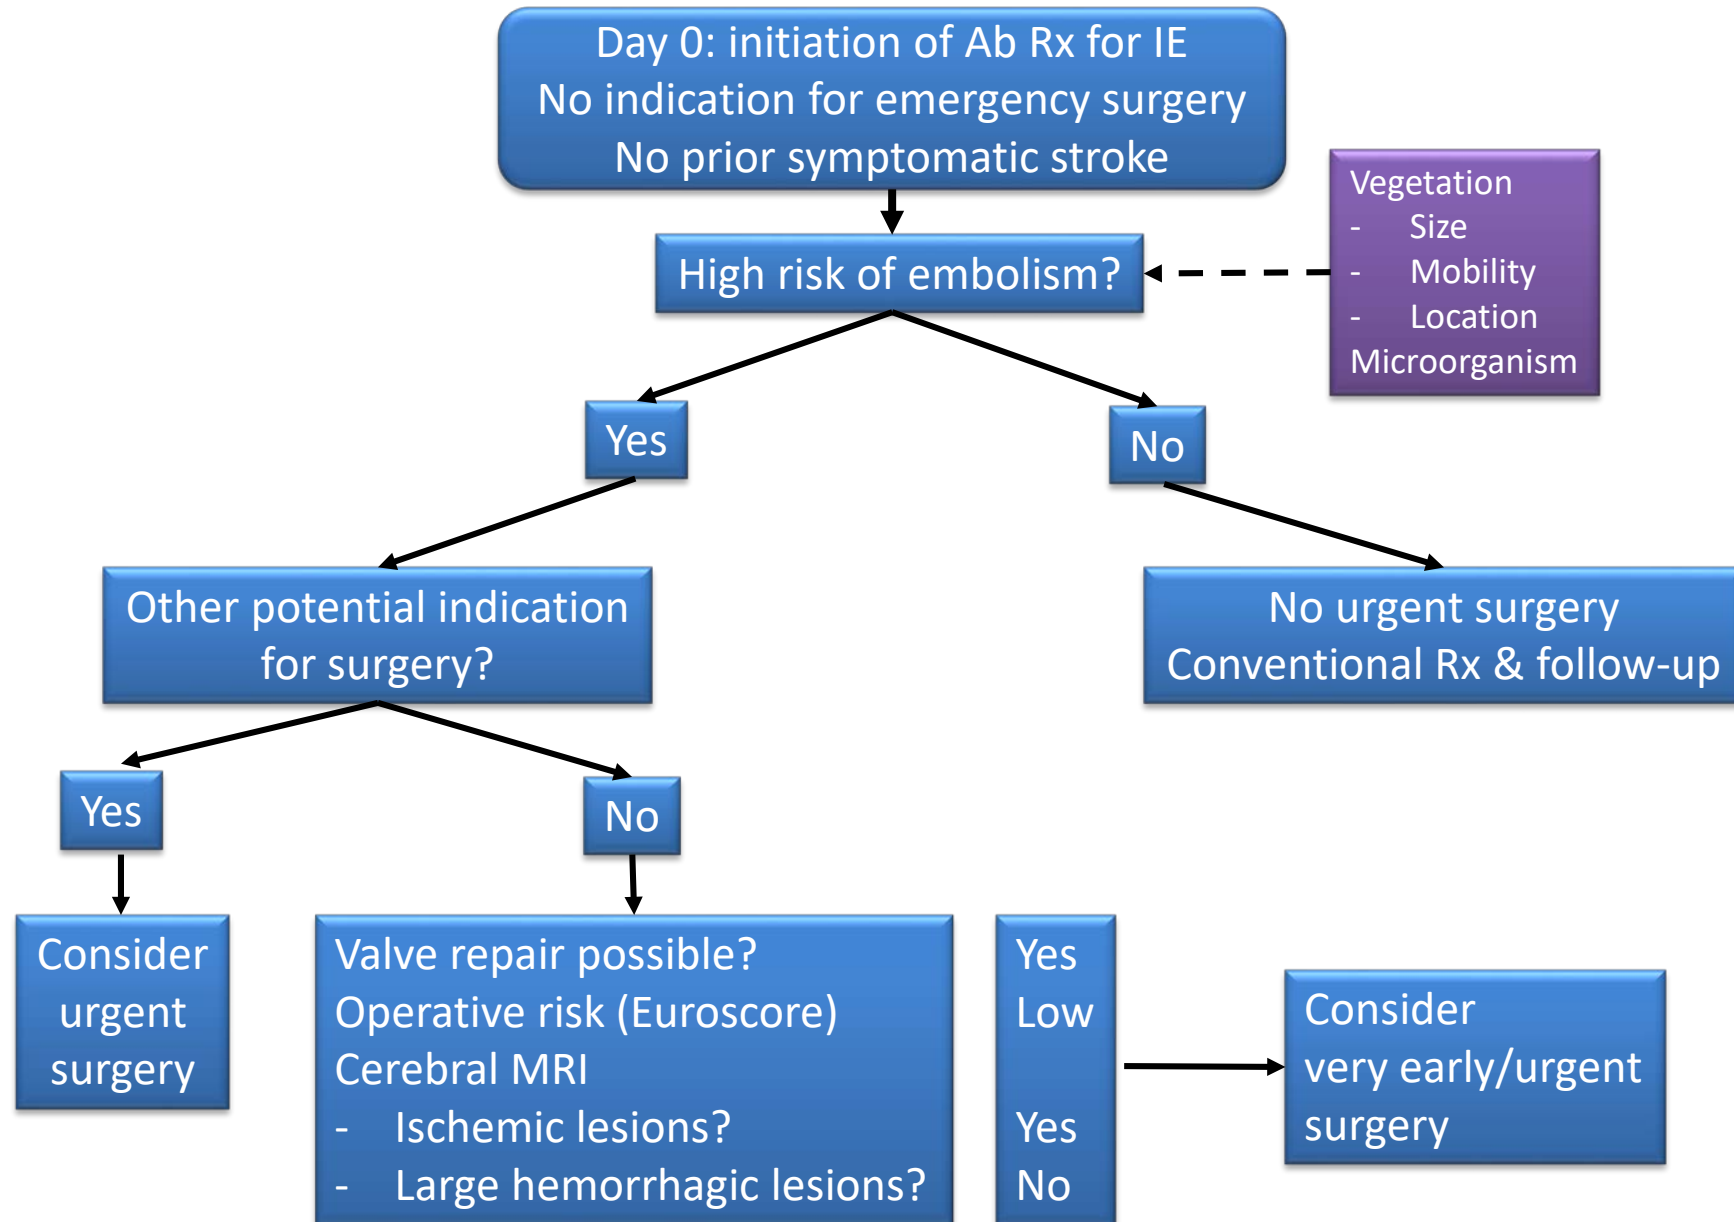 Day 0: initiation of Ab Rx for IE
No indication for emergency surgery
No prior symptomatic stroke
Vegetation
- Size
- Mobility
- Location
Microorganism
High risk of embolism?
Yes
No
Other potential indication
for surgery?
No urgent surgery
Conventional Rx & follow-up
Yes
No
Consider
urgent
surgery
Valve repair possible?
Operative risk (Euroscore)
Cerebral MRI
- Ischemic lesions?
- Large hemorrhagic lesions?
Yes
Low
Yes
No
Consider
very early/urgent
surgery